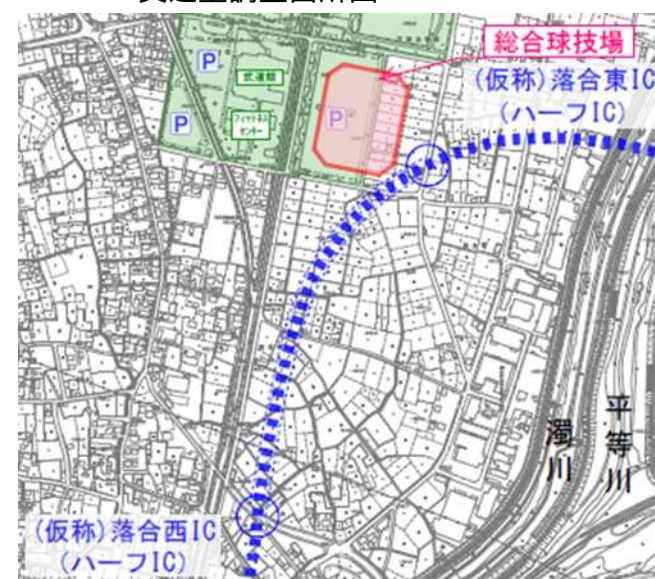 総合球技場
(仮称)落合東IC
(ハーフIC)
P
武道館
P
フィットネス
センター
P
濁川
平等川
(仮称)落合西IC
(ハーフIC)